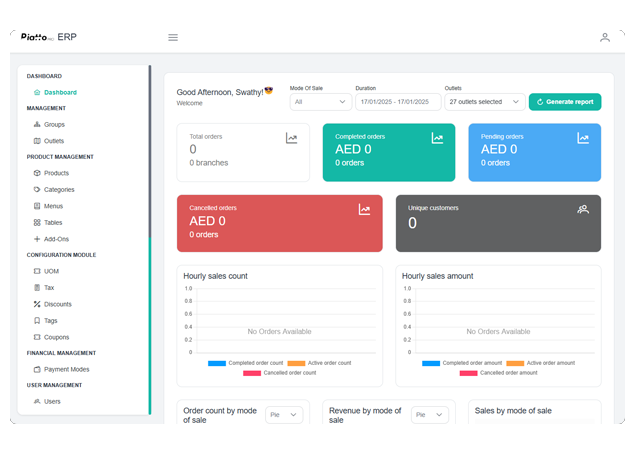 Piatto ERP
DASHBOARD
Dashboard
MANAGEMENT
Groups
Outlets
PRODUCT MANAGEMENT
Products
Categories
Menus
Tables
Add-Ons
CONFIGURATION MODULE
UOM
Tax
Discounts
Tags
Coupons
FINANCIAL MANAGEMENT
Payment Modes
USER MANAGEMENT
Users
Good Afternoon, Swathy!😎
Welcome
Mode Of Sale
All
Duration
17/01/2025 - 17/01/2025
Outlets
27 outlets selected
Generate report
Total orders
0
0 branches
Completed orders
AED 0
0 orders
Pending orders
AED 0
0 orders
Cancelled orders
AED 0
0 orders
Unique customers
0
Hourly sales count
1.0
0.8
0.6
0.4
0.2
0
No Orders Available
Completed order count Active order count
Cancelled order count
Hourly sales amount
1.0
0.8
0.6
0.4
0.2
0
No Orders Available
Completed order amount Active order amount
Cancelled order amount
Order count by mode
of sale
Pie
Revenue by mode of
sale
Pie
Sales by mode of sale